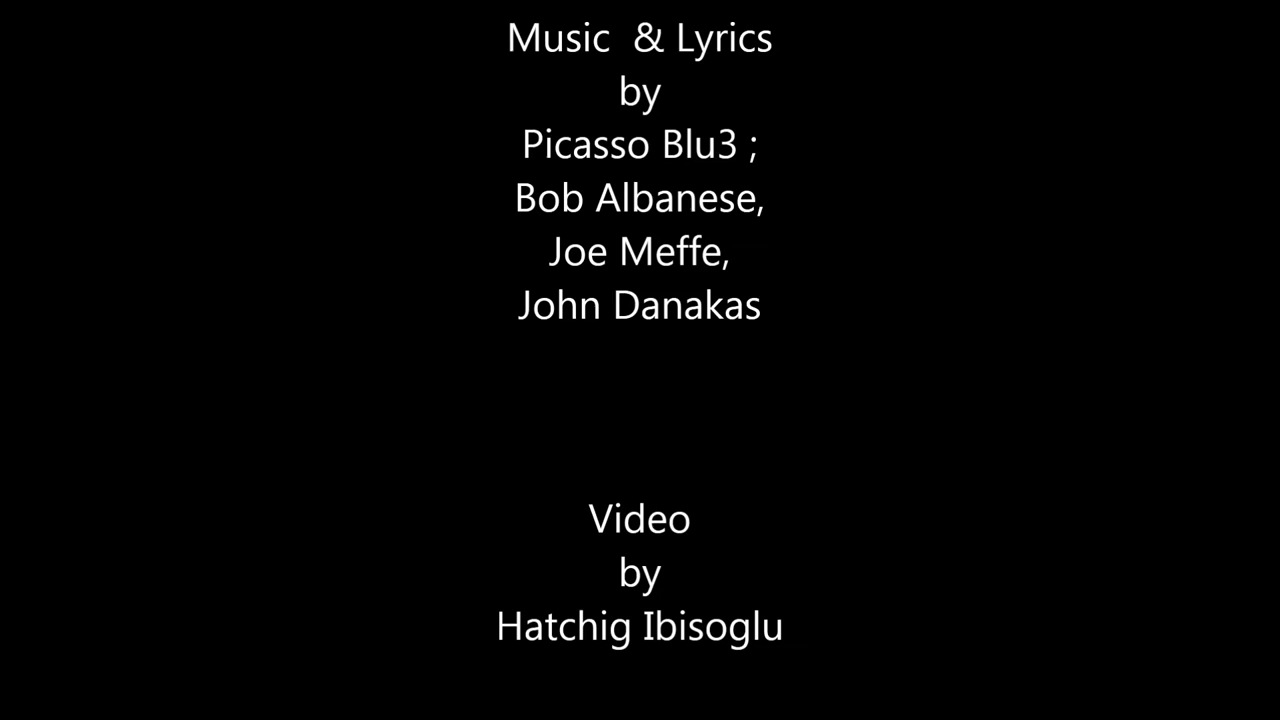 Music  & Lyrics
by
Picasso Blu3 ;
Bob Albanese,
Joe Meffe,
John Danakas
Video
by
Hatchig Ibisoglu